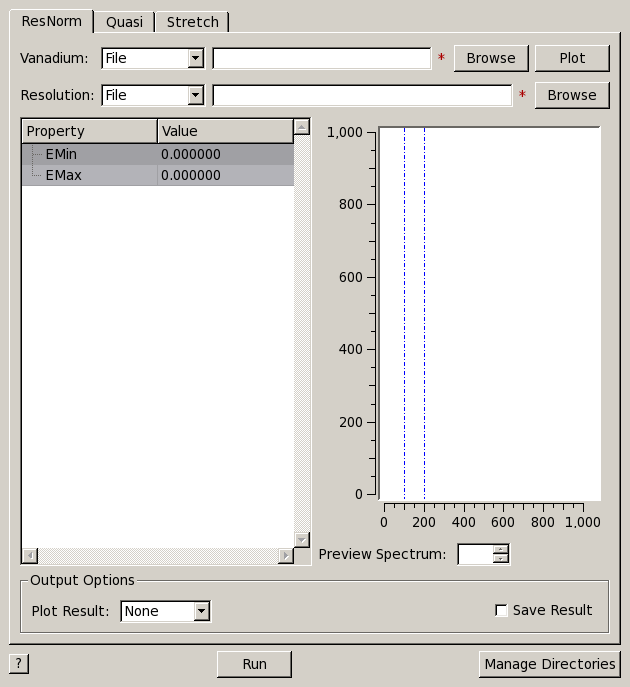 ResNorm Quasi Stretch
Vanadium: File * Browse Plot
Resolution: File * Browse
Property Value
EMin 0.000000
EMax 0.000000
1,000
800
600
400
200
0
0 200 400 600 800 1,000
Preview Spectrum:
Output Options
Plot Result: None Save Result
? Run Manage Directories